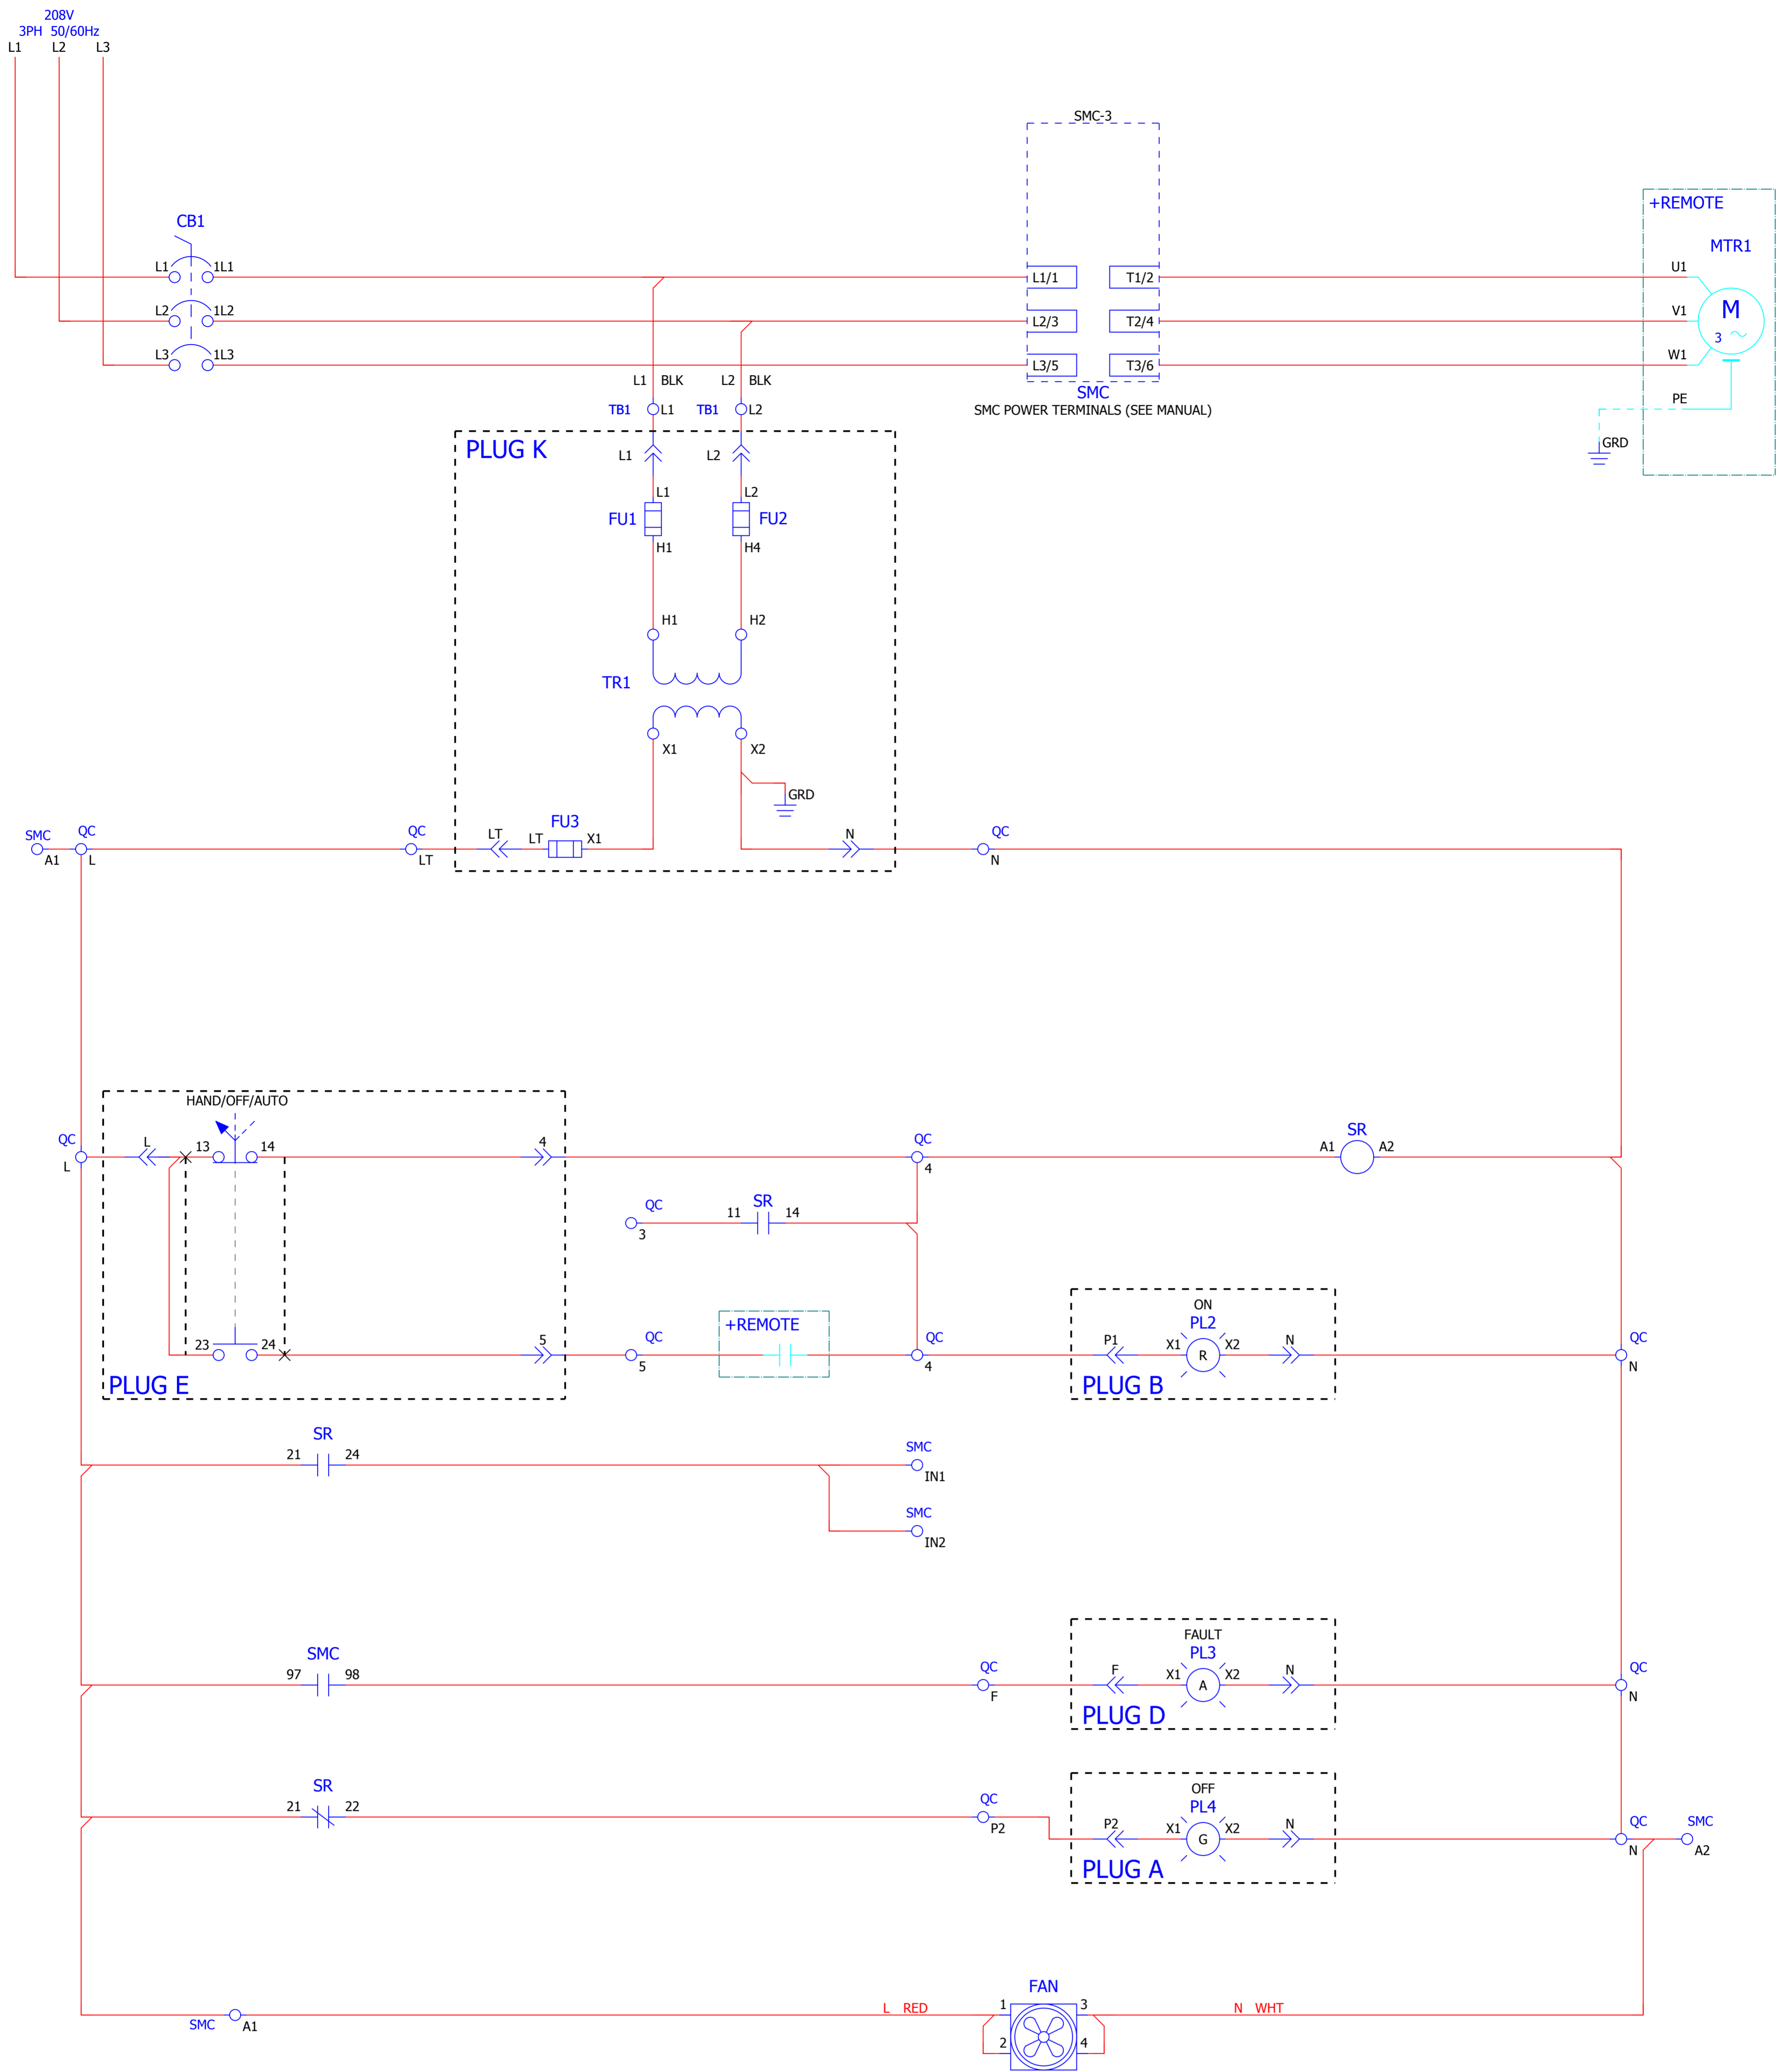 208V
3PH 50/60Hz
L1 L2 L3
SMC-3
+REMOTE
CB1
MTR1
L1 1L1 L1/1 T1/2 U1
M
3
L2 1L2 L2/3 T2/4 V1
L3 1L3 L3/5 T3/6 W1
L1 BLK L2 BLK
SMC
PE
TB1 L1 TB1 L2
SMC POWER TERMINALS (SEE MANUAL)
GRD
PLUG K
L1 L2
L1 L2
FU1 FU2
H1 H4
H1 H2
TR1
X1 X2
GRD
SMC QC QC LT FU3 LT X1 N QC
A1 L LT N
HAND/OFF/AUTO
QC L 13 14 4 QC A1 SR A2
L 4
QC 11 SR 14
3
ON
+REMOTE PL2
23 24 5 QC P1 X1 R X2 N QC
5 4 N
PLUG E PLUG B
SR SMC
21 24
IN1
SMC
IN2
FAULT
SMC PL3
97 98 QC F X1 A X2 N QC
F N
PLUG D
OFF
SR PL4
21 22 QC P2 X1 G X2 N QC SMC
P2 N A2
PLUG A
FAN
L RED 1 3 N WHT
SMC A1
2 4